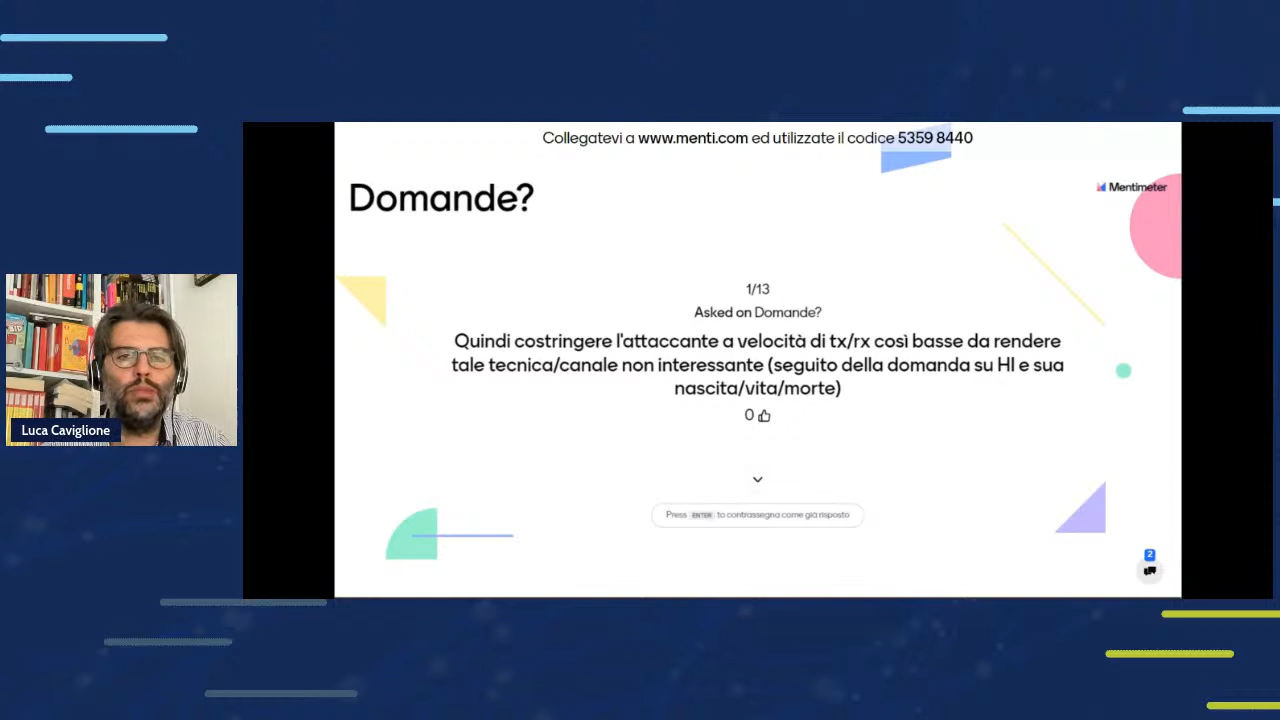 Collegatevi a www.menti.com ed utilizzate il codice 5359 8440
Domande?
Mentimeter
1/13
Asked on Domande?
Quindi costringere l'attaccante a velocità di tx/rx così basse da rendere
tale tecnica/canale non interessante (seguito della domanda su HI e sua
nascita/vita/morte)
0
Press ENTER to contrassegna come già risposto
2
Luca Caviglione